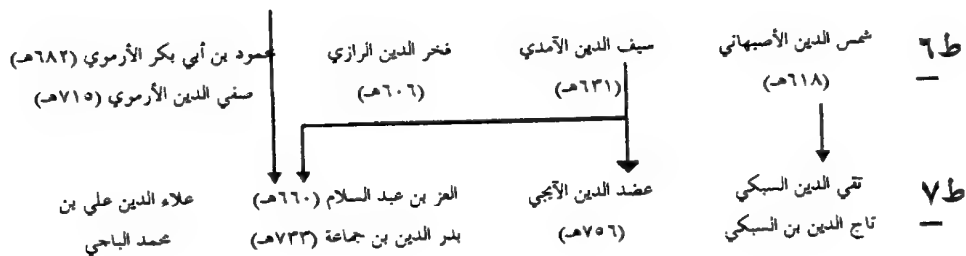 ط٦
شمس الدين الأصبهاني
(٦١٨هـ)
سيف الدين الآمدي
(٦٣١هـ)
فخر الدين الرازي
(٦٠٦هـ)
محمود بن أبي بكر الأرموي (٦٨٢هـ)
صفي الدين الأرموي (٧١٥هـ)
ط٧
تقي الدين السبكي
تاج الدين بن السبكي
عضد الدين الآيجي
(٧٥٦هـ)
العز بن عبد السلام (٦٦٠هـ)
بدر الدين بن جماعة (٧٣٣هـ)
علاء الدين علي بن
محمد الباجي